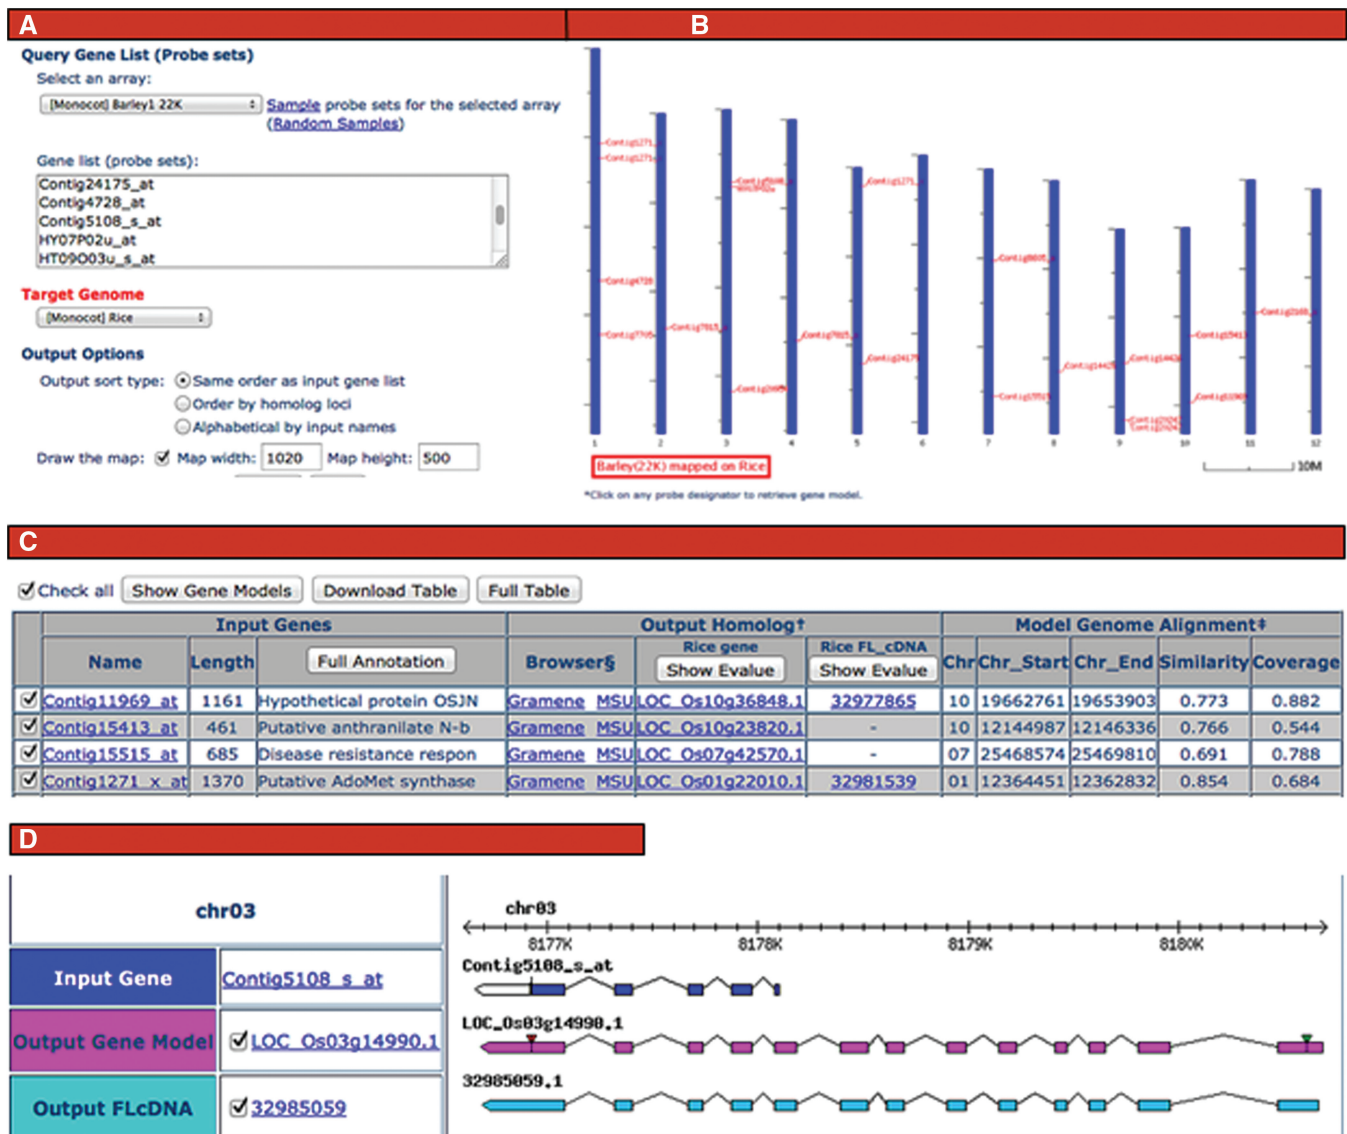 A
B
Query Gene List (Probe sets)
Select an array:
[Monocot] Barley1 22K
Sample probe sets for the selected array
(Random Samples)
Gene list (probe sets):
Contig24175_at
Contig4728_at
Contig5108_s_at
HY07P02u_at
HT09O03u_s_at
Target Genome
[Monocot] Rice
Output Options
Output sort type: Same order as input gene list
Order by homolog loci
Alphabetical by input names
Draw the map: Map width: 1020 Map height: 500
Contig1271_
Contig1271_
Contig4728
Contig7815_
Contig7815_
Contig1271_
Contig24175
1 2 3 4 5 6 7 8 9 10 11 12
Barley(22K) mapped on Rice
10M
*Click on any probe designator to retrieve gene model.
C
Check all Show Gene Models Download Table Full Table
Input Genes Output Homolog† Model Genome Alignment‡
Name Length Full Annotation Browser§ Rice gene Show Evalue Rice FL_cDNA Show Evalue Chr Chr_Start Chr_End Similarity Coverage
Contig11969_at 1161 Hypothetical protein OSJN Gramene MSU LOC_Os10g36848.1 32977865 10 19662761 19653903 0.773 0.882
Contig15413_at 461 Putative anthranilate N-b Gramene MSU LOC_Os10g23820.1 - 10 12144987 12146336 0.766 0.544
Contig15515_at 685 Disease resistance respon Gramene MSU LOC_Os07g42570.1 - 07 25468574 25469810 0.691 0.788
Contig1271_x_at 1370 Putative AdoMet synthase Gramene MSU LOC_Os01g22010.1 32981539 01 12364451 12362832 0.854 0.684
D
chr03
chr03
8177K 8178K 8179K 8180K
Input Gene Contig5108_s_at
Contig5108_s_at
Output Gene Model LOC_Os03g14990.1
LOC_Os03g14990.1
Output FLcDNA 32985059
32985059.1